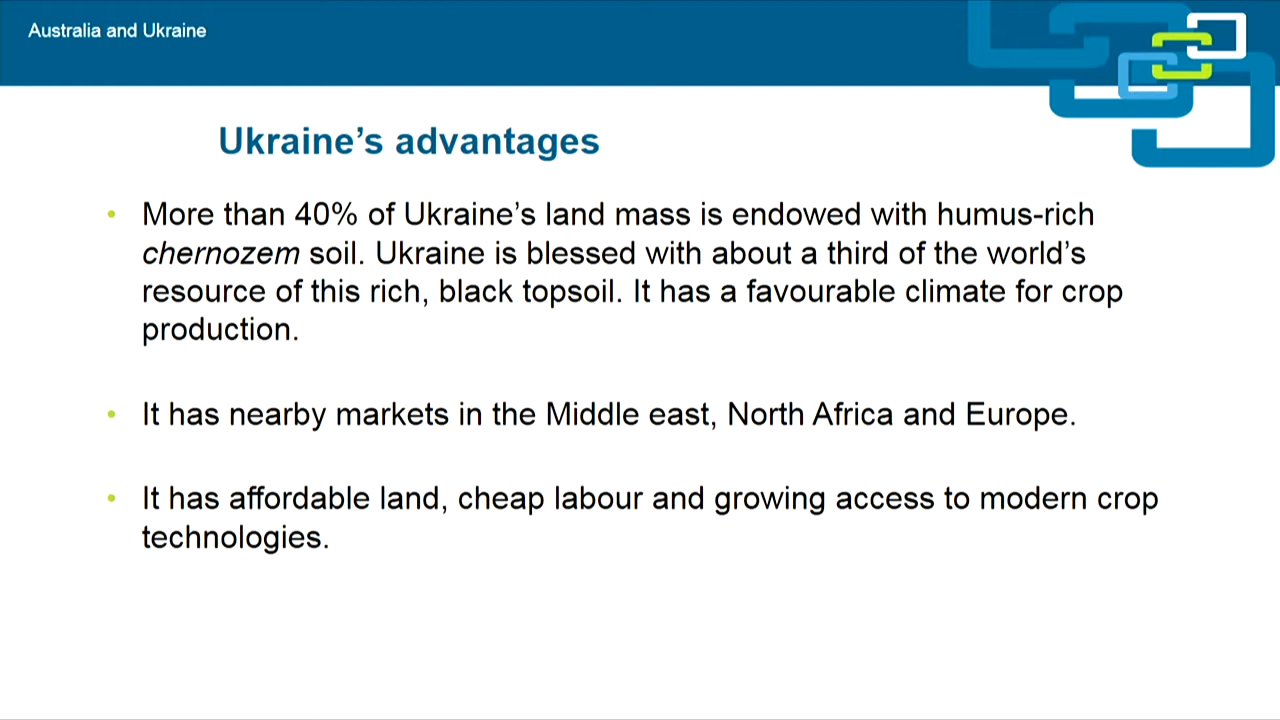 Australia and Ukraine
Ukraine’s advantages
• More than 40% of Ukraine’s land mass is endowed with humus-rich
chernozem soil. Ukraine is blessed with about a third of the world’s
resource of this rich, black topsoil. It has a favourable climate for crop
production.
• It has nearby markets in the Middle east, North Africa and Europe.
• It has affordable land, cheap labour and growing access to modern crop
technologies.